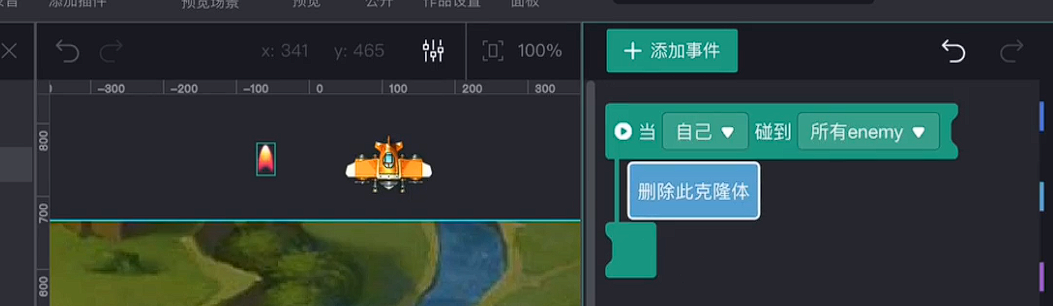 添加插件 预览场景 预览 公开 作品设置 面板
x: 341 y: 465 100% + 添加事件
-300 -200 -100 0 100 200 300
800
当 自己 碰到 所有enemy
删除此克隆体
700
600